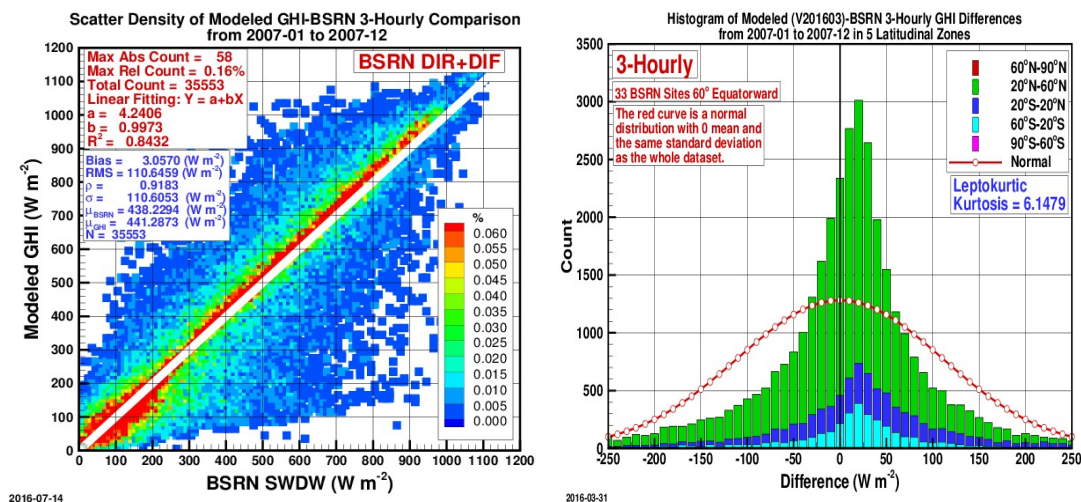 Scatter Density of Modeled GHI-BSRN 3-Hourly Comparison
from 2007-01 to 2007-12
Max Abs Count = 58
Max Rel Count = 0.16%
Total Count = 35553
Linear Fitting: Y = a+bX
a = 4.2406
b = 0.9973
R² = 0.8432
BSRN DIR+DIF
Bias = 3.0570 (W m⁻²)
RMS = 110.6459 (W m⁻²)
ρ = 0.9183
σ = 110.6053 (W m⁻²)
μBSRN = 438.2294 (W m⁻²)
μGHI = 441.2873 (W m⁻²)
N = 35553
Modeled GHI (W m⁻²)
1200
1100
1000
900
800
700
600
500
400
300
200
100
0
%
0.060
0.055
0.050
0.045
0.040
0.035
0.030
0.025
0.020
0.015
0.010
0.005
0.000
0 100 200 300 400 500 600 700 800 900 1000 1100 1200
BSRN SWDW (W m⁻²)
2016-07-14
Histogram of Modeled (V201603)-BSRN 3-Hourly GHI Differences
from 2007-01 to 2007-12 in 5 Latitudinal Zones
3-Hourly
33 BSRN Sites 60° Equatorward
The red curve is a normal
distribution with 0 mean and
the same standard deviation
as the whole dataset.
60°N-90°N
20°N-60°N
20°S-20°N
60°S-20°S
90°S-60°S
Normal
Leptokurtic
Kurtosis = 6.1479
Count
3500
3000
2500
2000
1500
1000
500
0
-250 -200 -150 -100 -50 0 50 100 150 200 250
Difference (W m⁻²)
2016-03-31